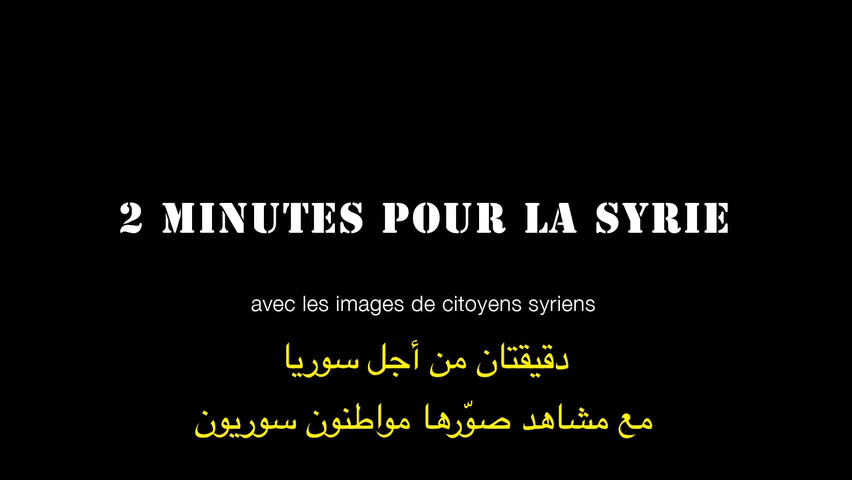 2 MINUTES POUR LA SYRIE
avec les images de citoyens syriens
دقيقتان من أجل سوريا
مع مشاهد صوّرها مواطنون سوريون